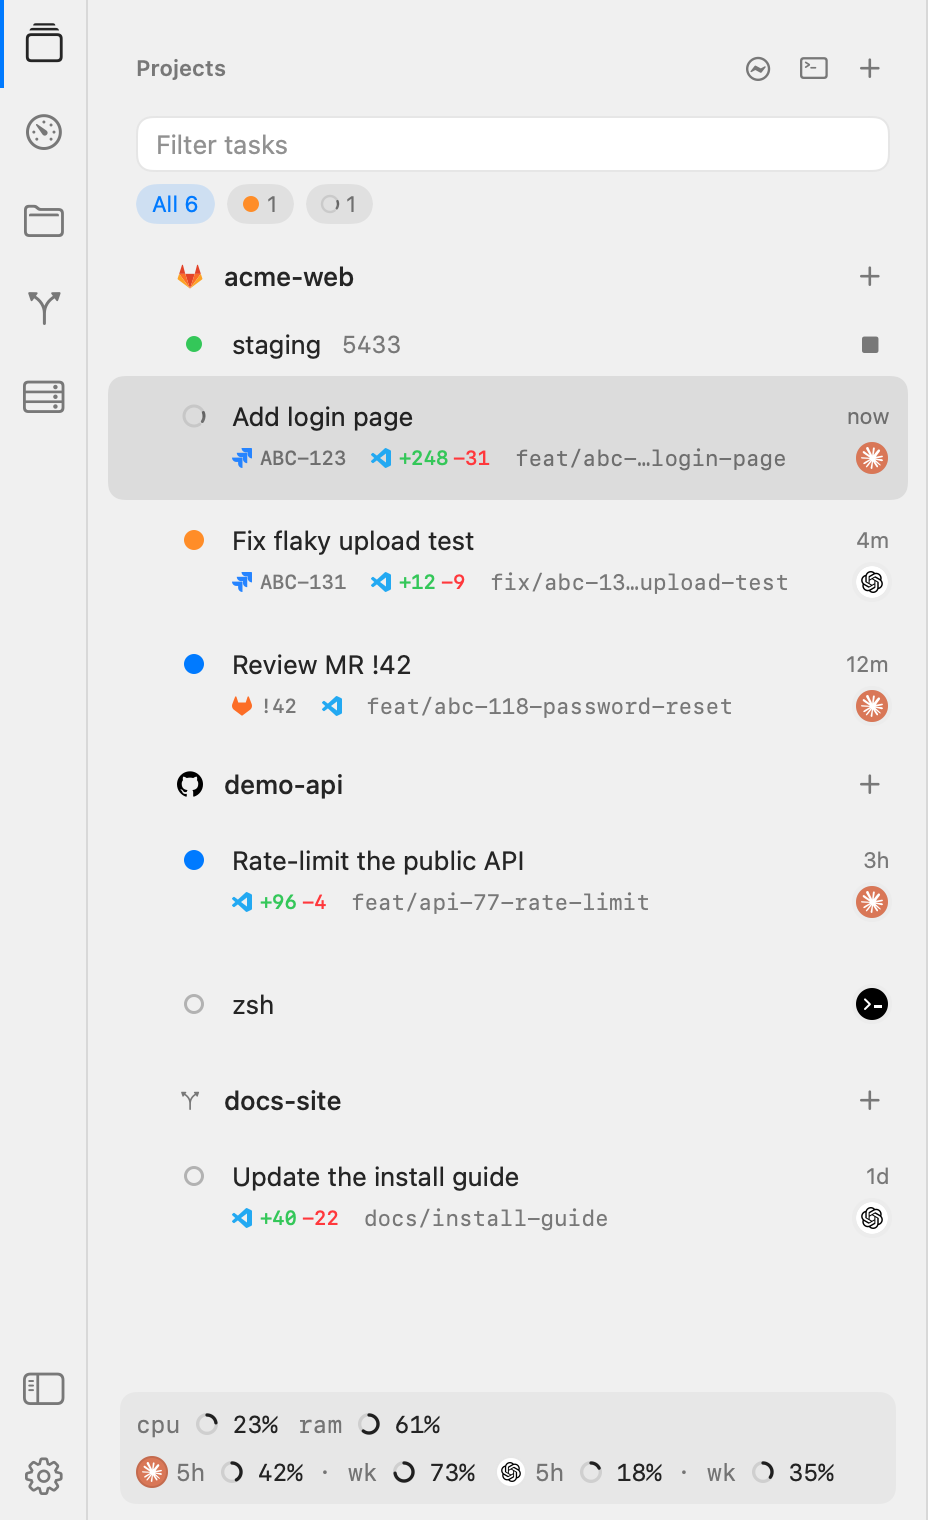 Projects
Filter tasks
All 6
1
1
acme-web
staging 5433
Add login page now
ABC-123 +248 -31 feat/abc-…login-page
Fix flaky upload test 4m
ABC-131 +12 -9 fix/abc-13…upload-test
Review MR !42 12m
!42 feat/abc-118-password-reset
demo-api
Rate-limit the public API 3h
+96 -4 feat/api-77-rate-limit
zsh
docs-site
Update the install guide 1d
+40 -22 docs/install-guide
cpu 23% ram 61%
5h 42% · wk 73% 5h 18% · wk 35%